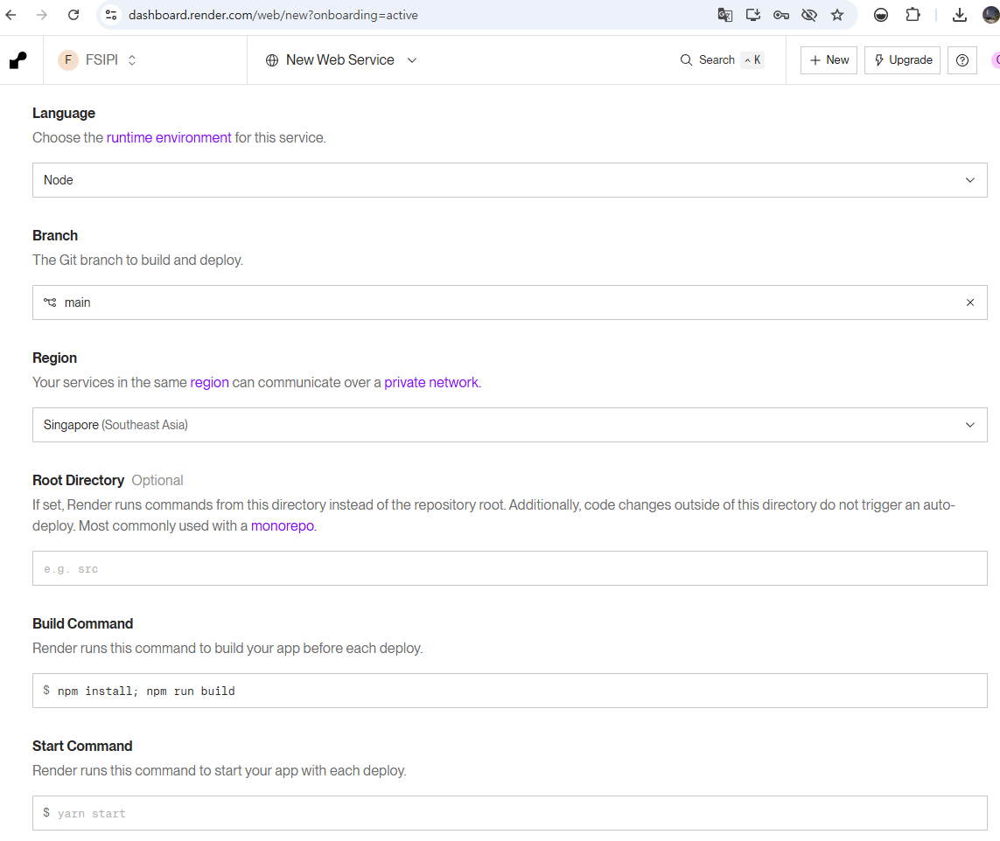 dashboard.render.com/web/new?onboarding=active
F FSIPI New Web Service Search ^ K + New Upgrade
Language
Choose the runtime environment for this service.
Node
Branch
The Git branch to build and deploy.
main
Region
Your services in the same region can communicate over a private network.
Singapore (Southeast Asia)
Root Directory Optional
If set, Render runs commands from this directory instead of the repository root. Additionally, code changes outside of this directory do not trigger an auto-
deploy. Most commonly used with a monorepo.
e.g. src
Build Command
Render runs this command to build your app before each deploy.
$ npm install; npm run build
Start Command
Render runs this command to start your app with each deploy.
$ yarn start